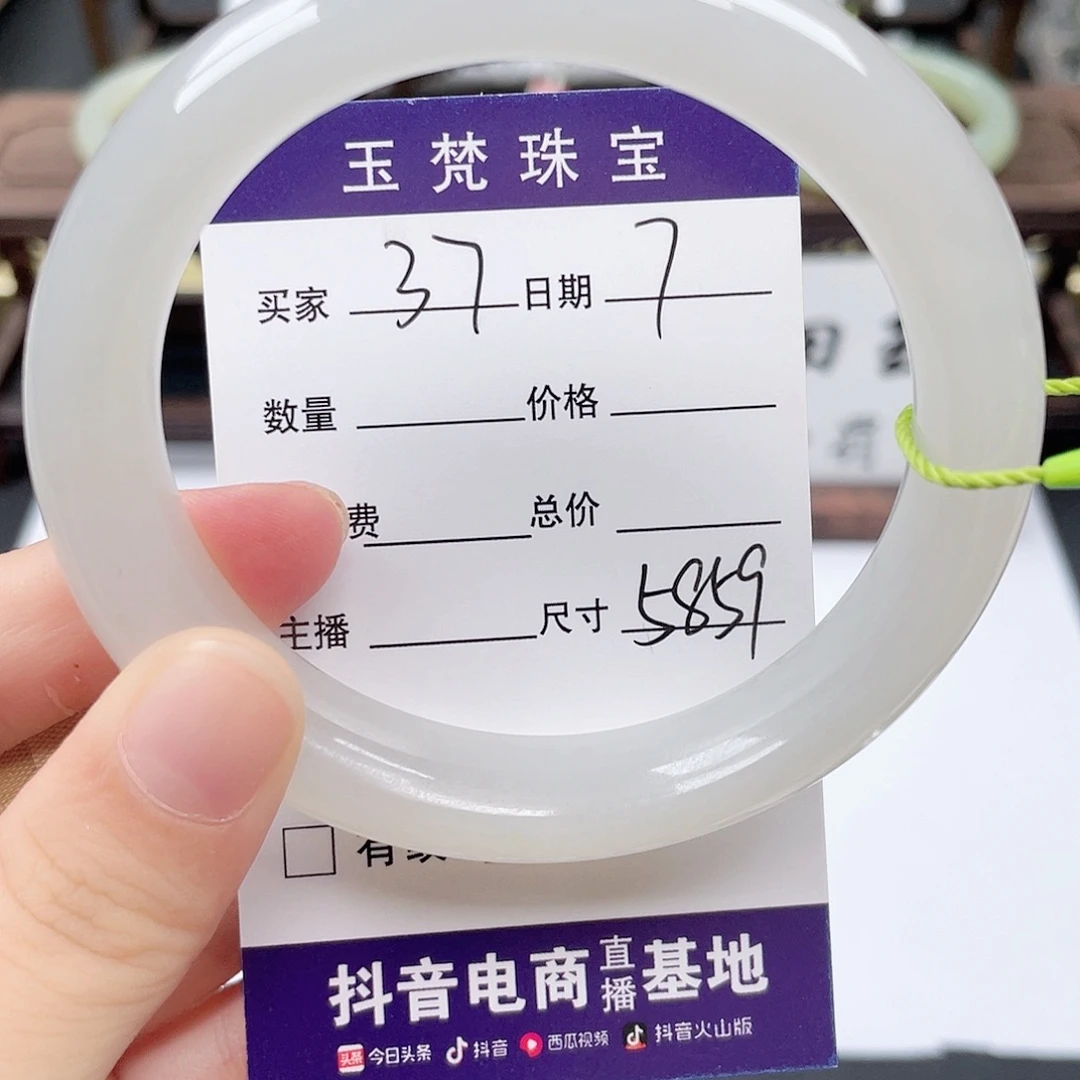 玉梵珠宝
买家 37 日期 7
数量 价格
费 总价
主播 尺寸 5859
抖音电商直播基地
今日头条 抖音 西瓜视频 抖音火山版